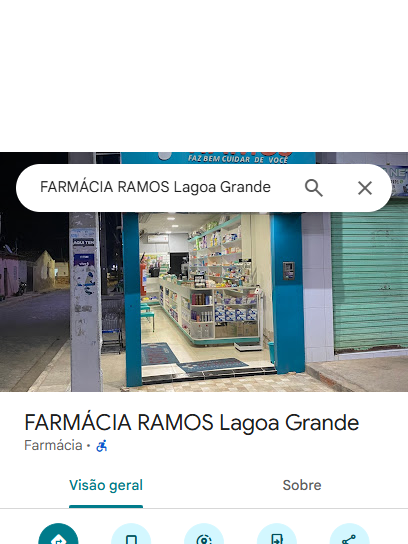 FAZ BEM CUIDAR DE VOCÊ
FARMÁCIA RAMOS Lagoa Grande
AQUI TEM
FARMÁCIA RAMOS Lagoa Grande
Farmácia ·
Visão geral
Sobre